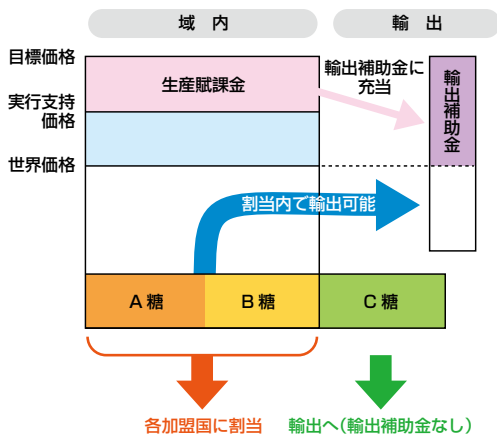 域 内
輸 出
目標価格
実行支持
価格
世界価格
生産賦課金
輸出補助金に
充当
輸出補助金
割当内で輸出可能
A 糖
B 糖
C 糖
各加盟国に割当
輸出へ(輸出補助金なし)